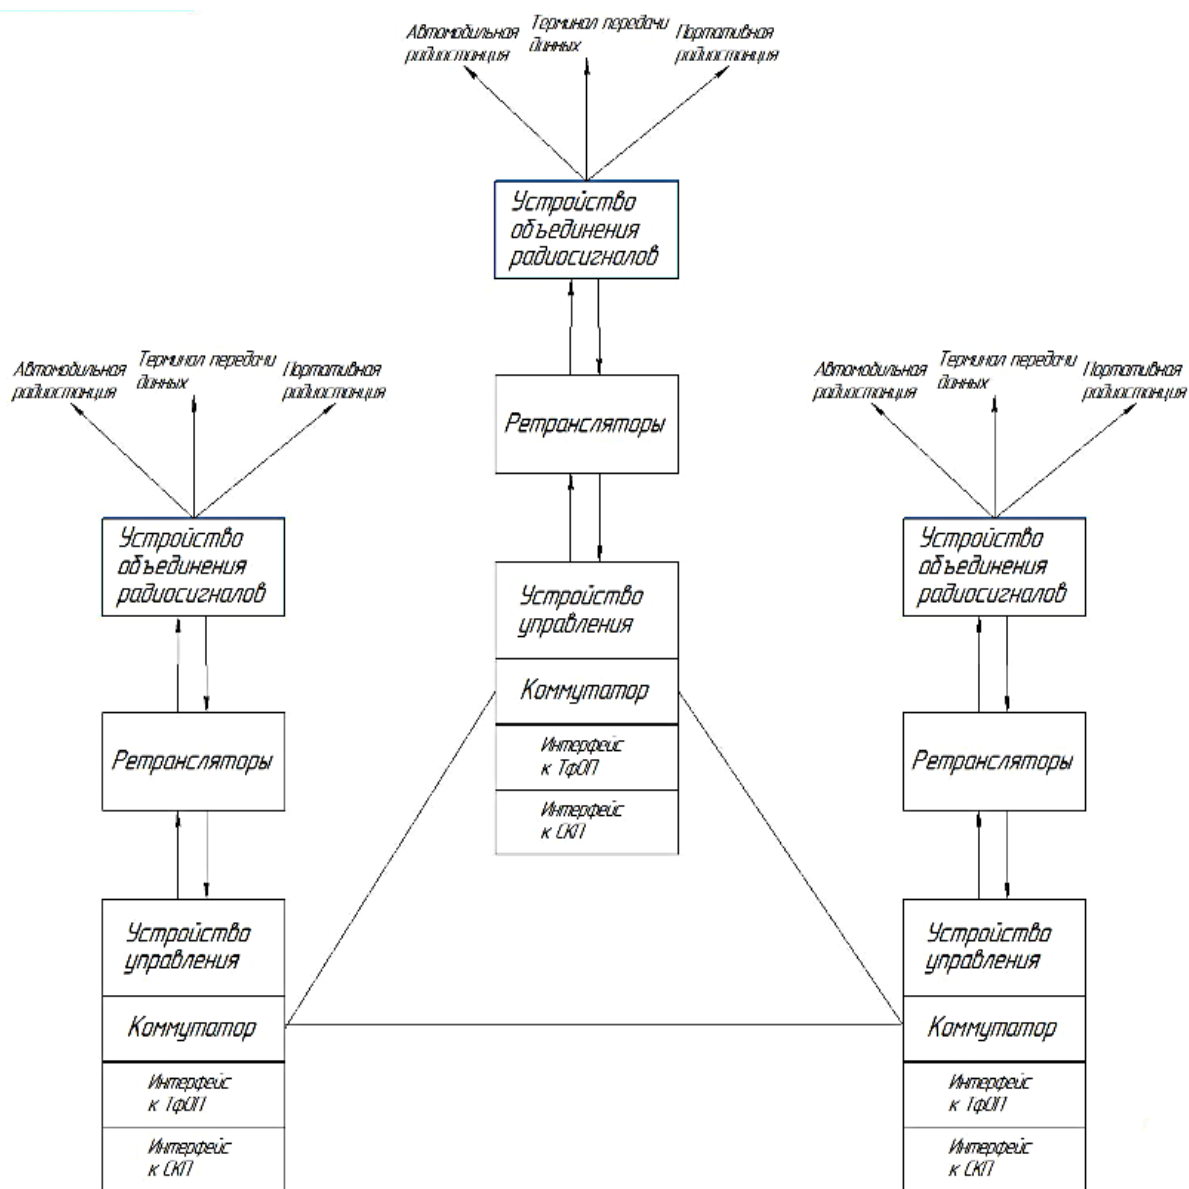 Автомобильная
радиостанция
Терминал передачи
данных
Портативная
радиостанция
Устройство
объединения
радиосигналов
Ретрансляторы
Устройство
управления
Коммутатор
Интерфейс
к ТфОП
Интерфейс
к СКП
Автомобильная
радиостанция
Терминал передачи
данных
Портативная
радиостанция
Устройство
объединения
радиосигналов
Ретрансляторы
Устройство
управления
Коммутатор
Интерфейс
к ТфОП
Интерфейс
к СКП
Автомобильная
радиостанция
Терминал передачи
данных
Портативная
радиостанция
Устройство
объединения
радиосигналов
Ретрансляторы
Устройство
управления
Коммутатор
Интерфейс
к ТфОП
Интерфейс
к СКП